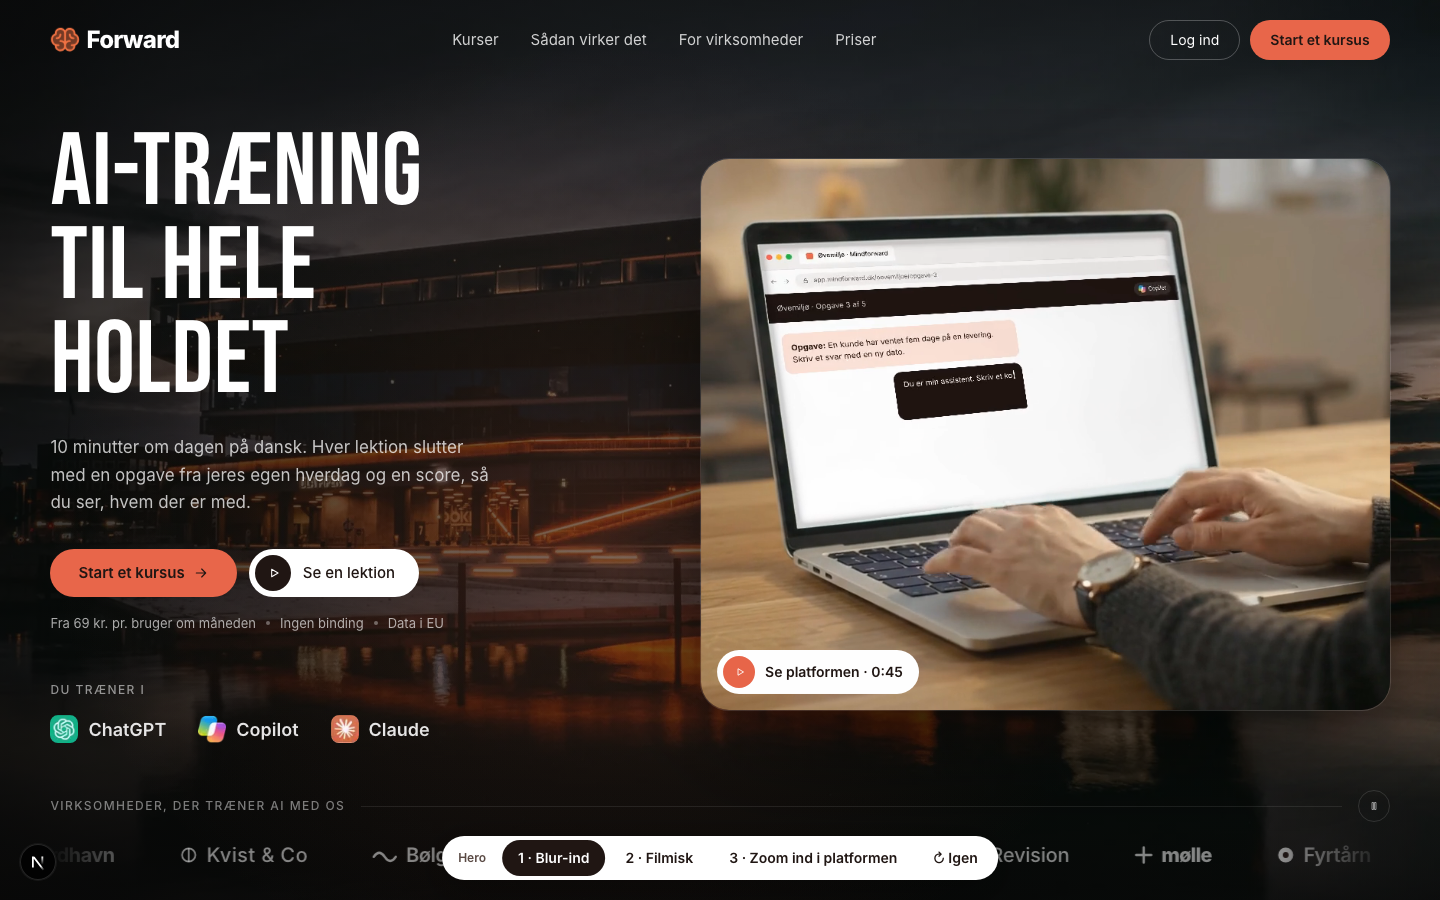 Forward
Kurser
Sådan virker det
For virksomheder
Priser
Log ind
Start et kursus
AI-TRÆNING
TIL HELE
HOLDET
10 minutter om dagen på dansk. Hver lektion slutter
med en opgave fra jeres egen hverdag og en score, så
du ser, hvem der er med.
Start et kursus →
Se en lektion
Fra 69 kr. pr. bruger om måneden • Ingen binding • Data i EU
DU TRÆNER I
ChatGPT
Copilot
Claude
Øvemiljø · Mindforward
Øvemiljø · Opgave 3 af 5
Copilot
Opgave: En kunde har ventet fem dage på en levering.
Skriv et svar med en ny dato.
Du er min assistent. Skriv et ko
Se platformen · 0:45
VIRKSOMHEDER, DER TRÆNER AI MED OS
dhavn
Kvist & Co
Bølg
Revision
mølle
Fyrtårn
Hero
1 · Blur-ind
2 · Filmisk
3 · Zoom ind i platformen
↻ Igen
N